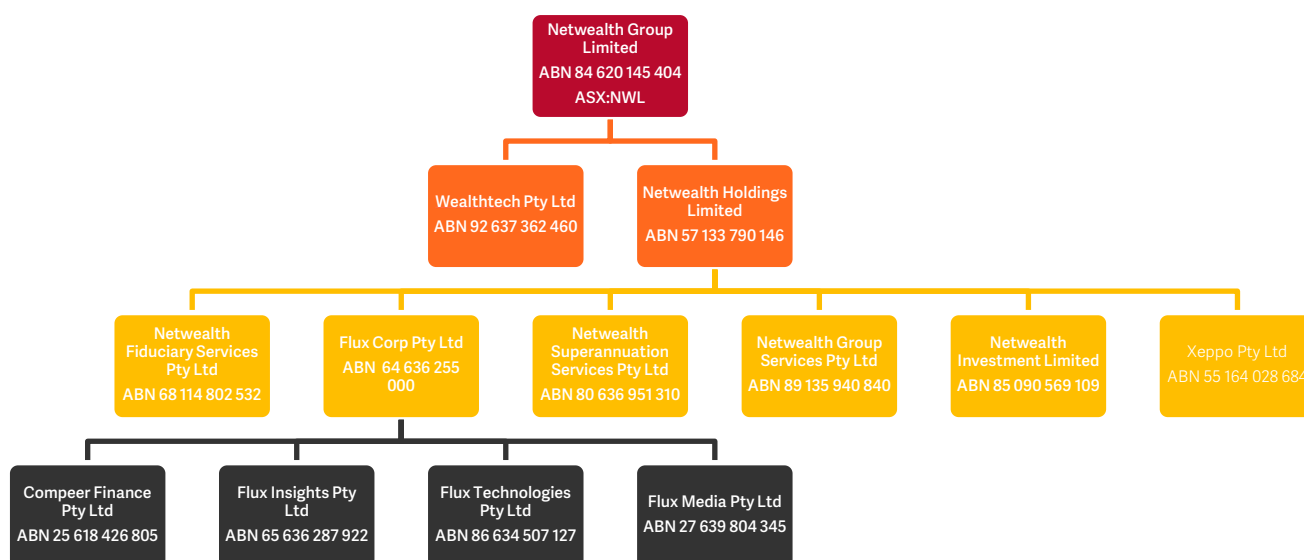 Netwealth Group
Limited
ABN 84 620 145 404
ASX:NWL
Wealthtech Pty Ltd
ABN 92 637 362 460
Netwealth Holdings
Limited
ABN 57 133 790 146
Netwealth
Fiduciary Services
Pty Ltd
ABN 68 114 802 532
Flux Corp Pty Ltd
ABN 64 636 255
000
Netwealth
Superannuation
Services Pty Ltd
ABN 80 636 951 310
Netwealth Group
Services Pty Ltd
ABN 89 135 940 840
Netwealth
Investment Limited
ABN 85 090 569 109
Xeppo Pty Ltd
ABN 55 164 028 684
Compeer Finance
Pty Ltd
ABN 25 618 426 805
Flux Insights Pty
Ltd
ABN 65 636 287 922
Flux Technologies
Pty Ltd
ABN 86 634 507 127
Flux Media Pty Ltd
ABN 27 639 804 345